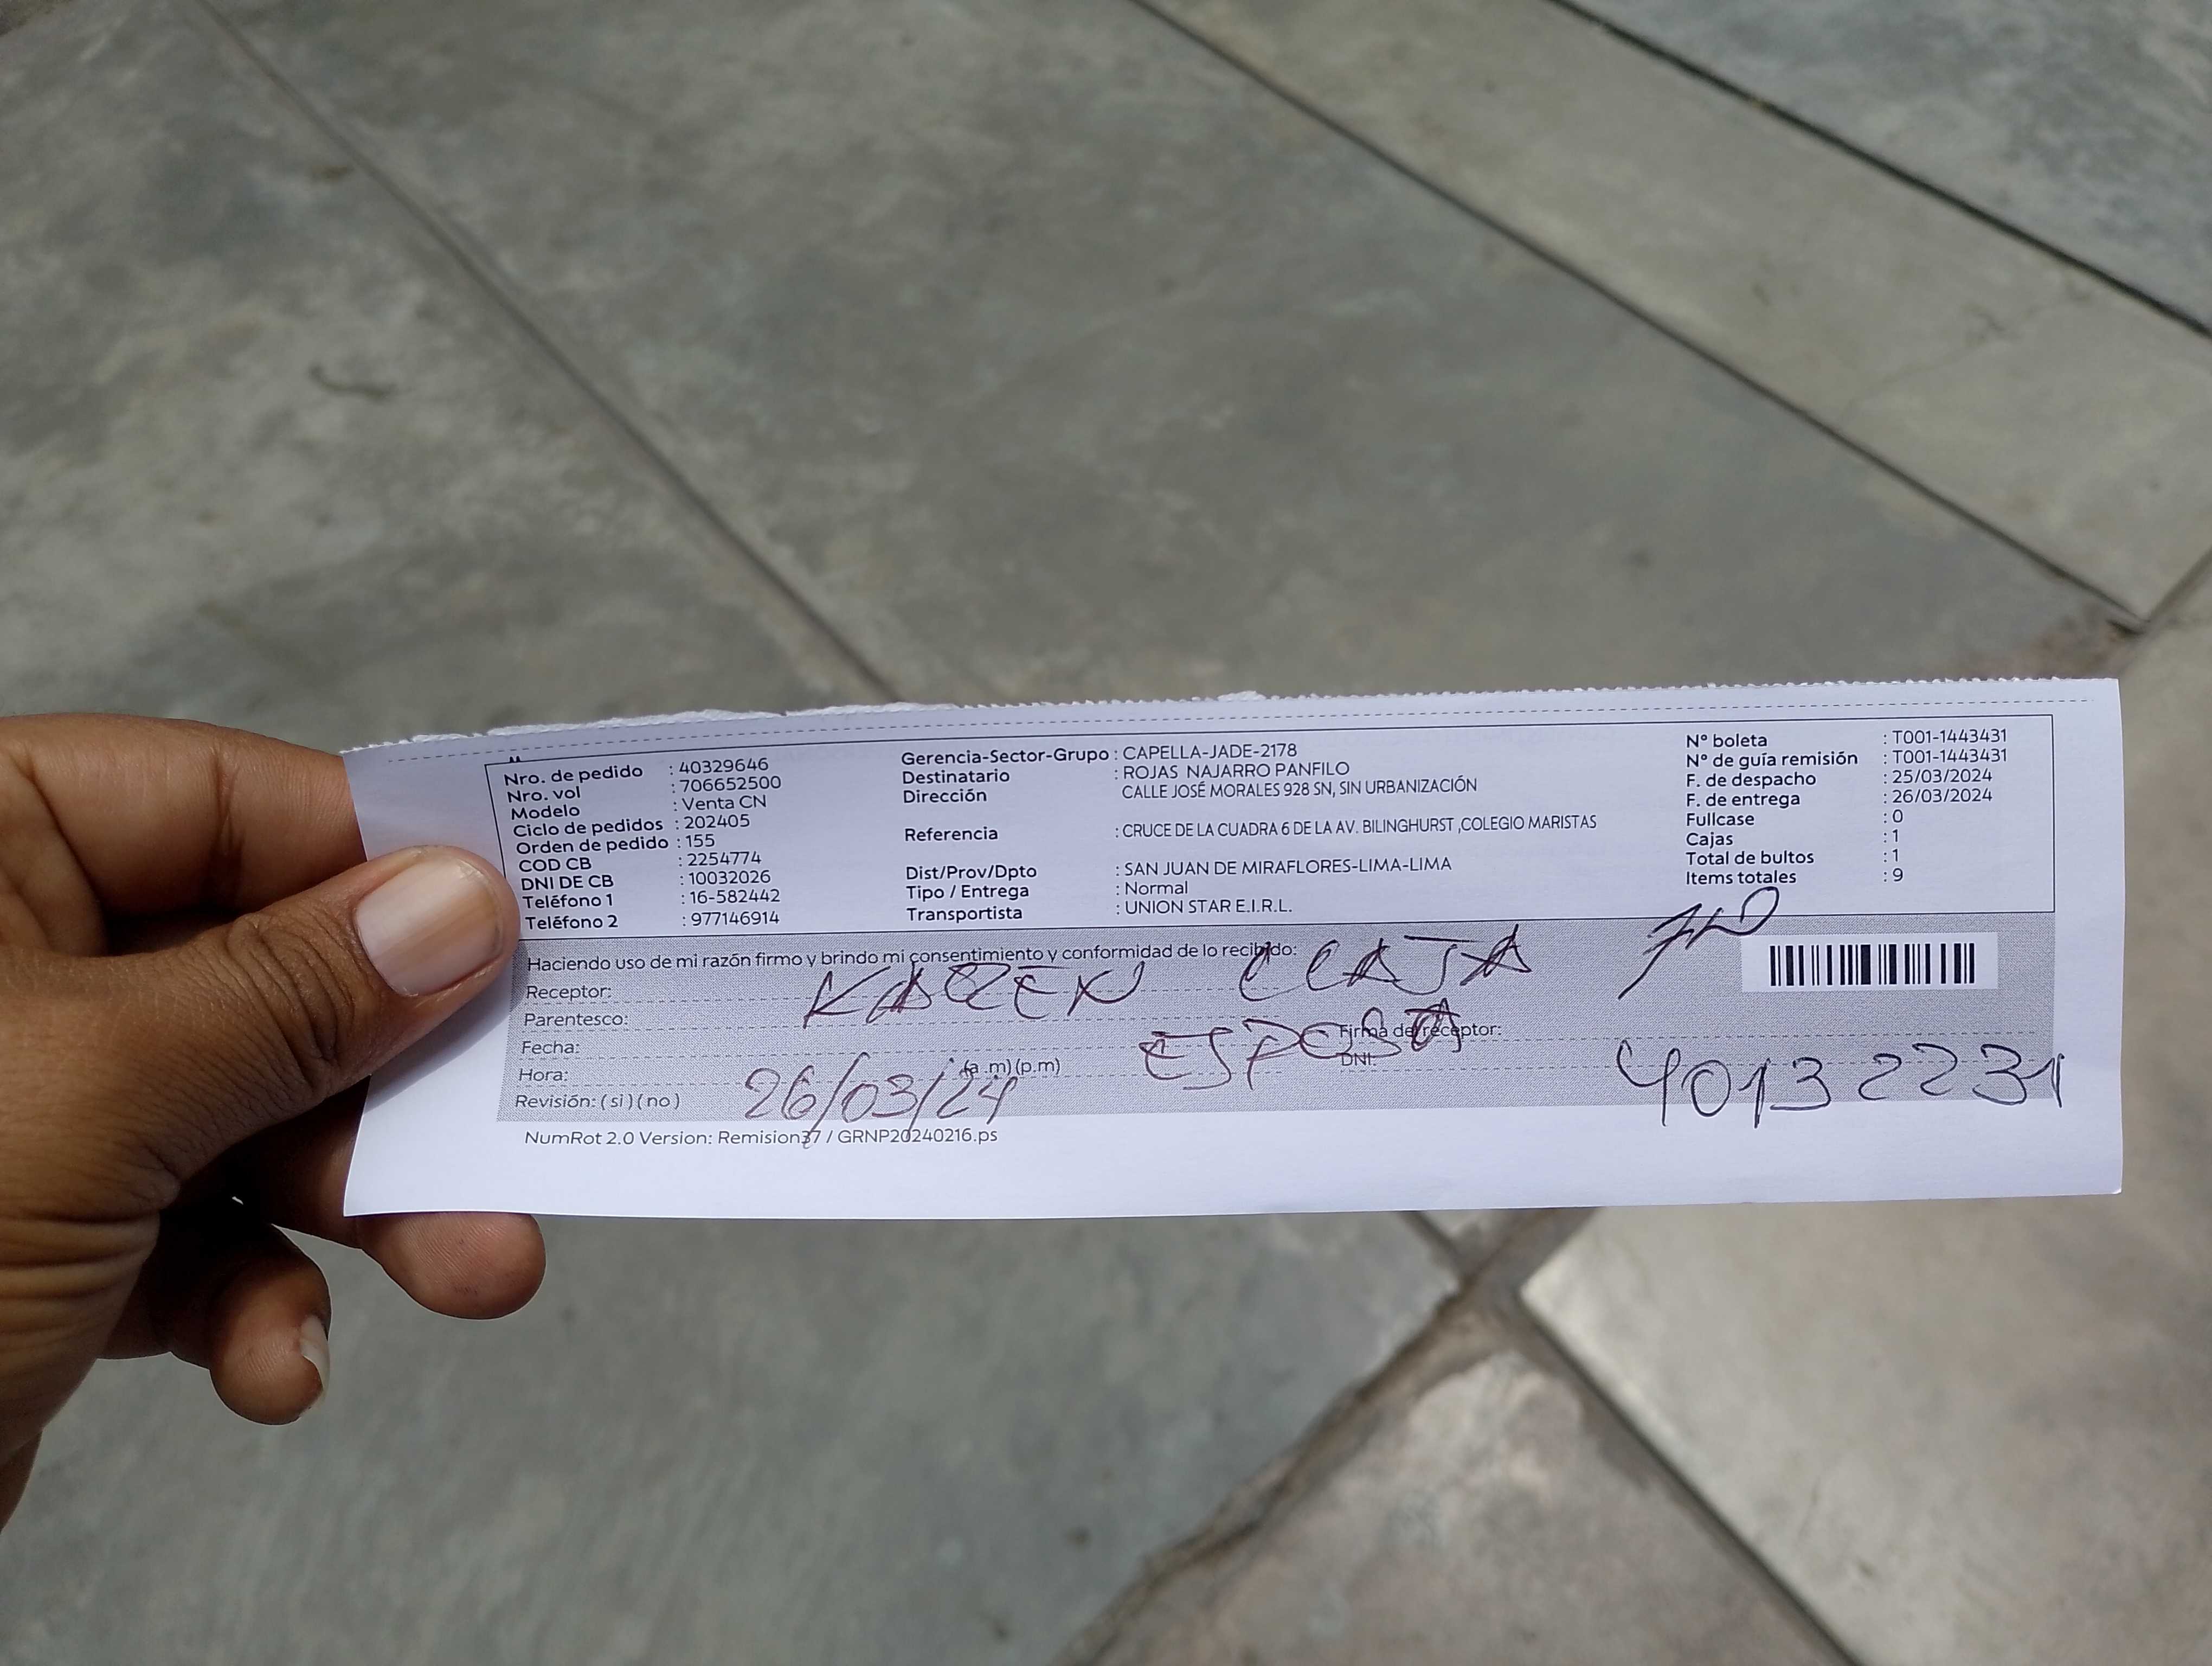 Nro. de pedido : 40329646
Nro. vol : 706652500
Modelo : Venta CN
Ciclo de pedidos : 202405
Orden de pedido : 155
COD CB : 2254774
DNI DE CB : 10032026
Teléfono 1 : 16-582442
Teléfono 2 : 977146914
Gerencia-Sector-Grupo : CAPELLA-JADE-2178
Destinatario : ROJAS NAJARRO PANFILO
Dirección CALLE JOSÉ MORALES 928 SN, SIN URBANIZACIÓN
Referencia : CRUCE DE LA CUADRA 6 DE LA AV. BILINGHURST ,COLEGIO MARISTAS
Dist/Prov/Dpto : SAN JUAN DE MIRAFLORES-LIMA-LIMA
Tipo / Entrega : Normal
Transportista : UNION STAR E.I.R.L.
N° boleta : T001-1443431
N° de guía remisión : T001-1443431
F. de despacho : 25/03/2024
F. de entrega : 26/03/2024
Fullcase : 0
Cajas : 1
Total de bultos : 1
Items totales : 9
Haciendo uso de mi razón firmo y brindo mi consentimiento y conformidad de lo recibido:
Receptor: KAREN
Parentesco: ESPOSA
Firma de receptor:
Fecha:
DNI: 40132231
Hora: (a .m) (p.m)
26/03/24
Revisión: ( si ) ( no )
NumRot 2.0 Version: Remision37 / GRNP20240216.ps